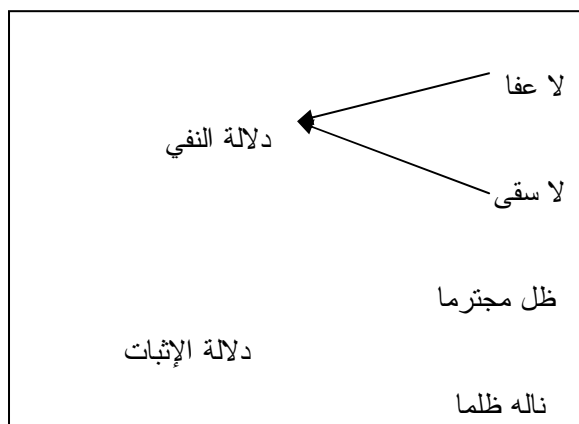 لا عفا
دلالة النفي
لا سقى
ظل مجترما
دلالة الإثبات
ناله ظلما